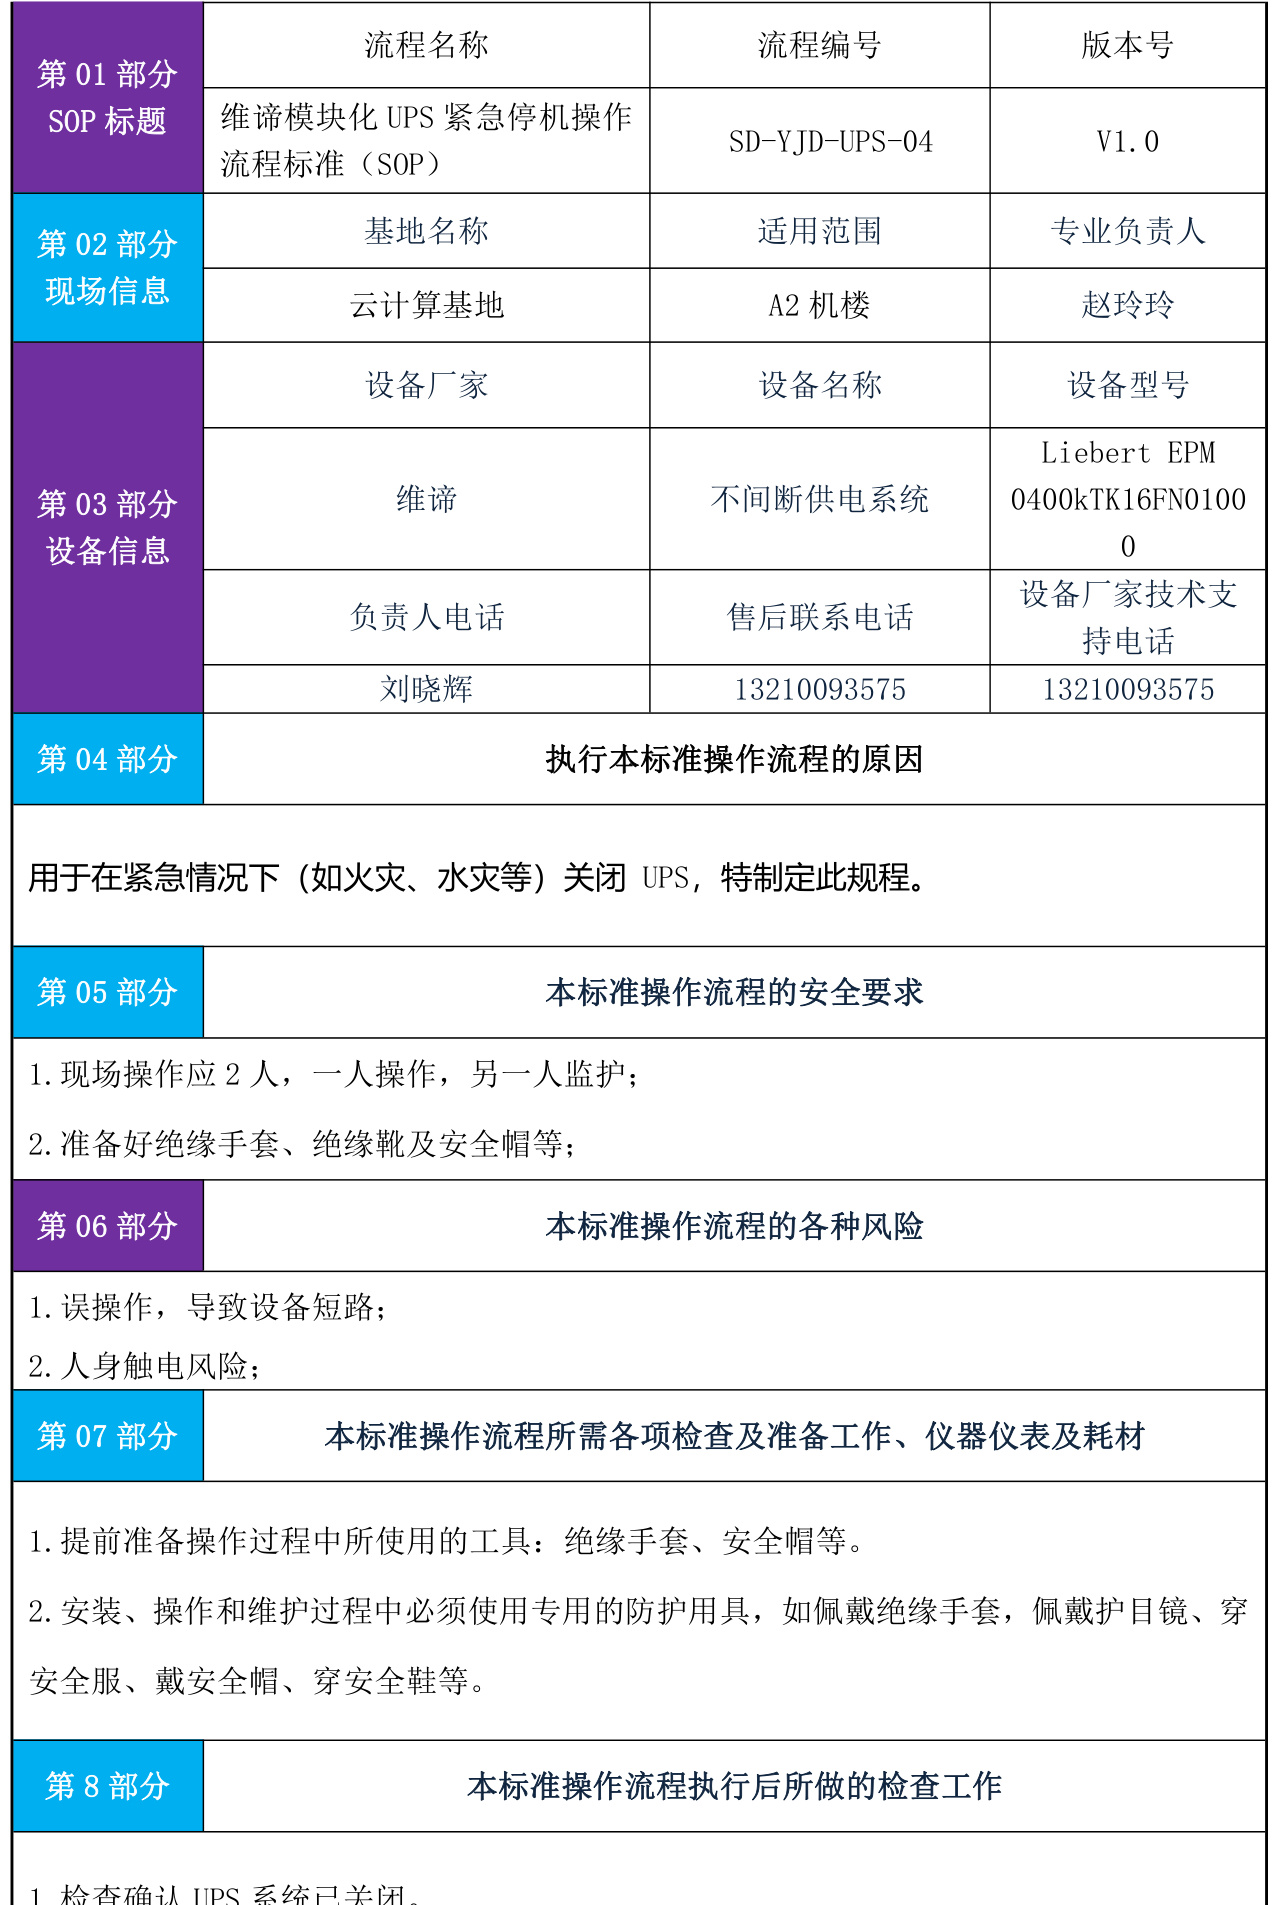 第 01 部分
SOP 标题
流程名称
流程编号
版本号
维谛模块化 UPS 紧急停机操作
流程标准（SOP）
SD-YJD-UPS-04
V1.0
第 02 部分
现场信息
基地名称
适用范围
专业负责人
云计算基地
A2 机楼
赵玲玲
第 03 部分
设备信息
设备厂家
设备名称
设备型号
维谛
不间断供电系统
Liebert EPM
0400kTK16FN0100
0
负责人电话
售后联系电话
设备厂家技术支
持电话
刘晓辉
13210093575
13210093575
第 04 部分
执行本标准操作流程的原因
用于在紧急情况下（如火灾、水灾等）关闭 UPS，特制定此规程。
第 05 部分
本标准操作流程的安全要求
1.现场操作应 2 人，一人操作，另一人监护；
2.准备好绝缘手套、绝缘靴及安全帽等；
第 06 部分
本标准操作流程的各种风险
1.误操作，导致设备短路；
2.人身触电风险；
第 07 部分
本标准操作流程所需各项检查及准备工作、仪器仪表及耗材
1.提前准备操作过程中所使用的工具：绝缘手套、安全帽等。
2.安装、操作和维护过程中必须使用专用的防护用具，如佩戴绝缘手套，佩戴护目镜、穿
安全服、戴安全帽、穿安全鞋等。
第 8 部分
本标准操作流程执行后所做的检查工作
1.检查确认 UPS 系统已关闭。